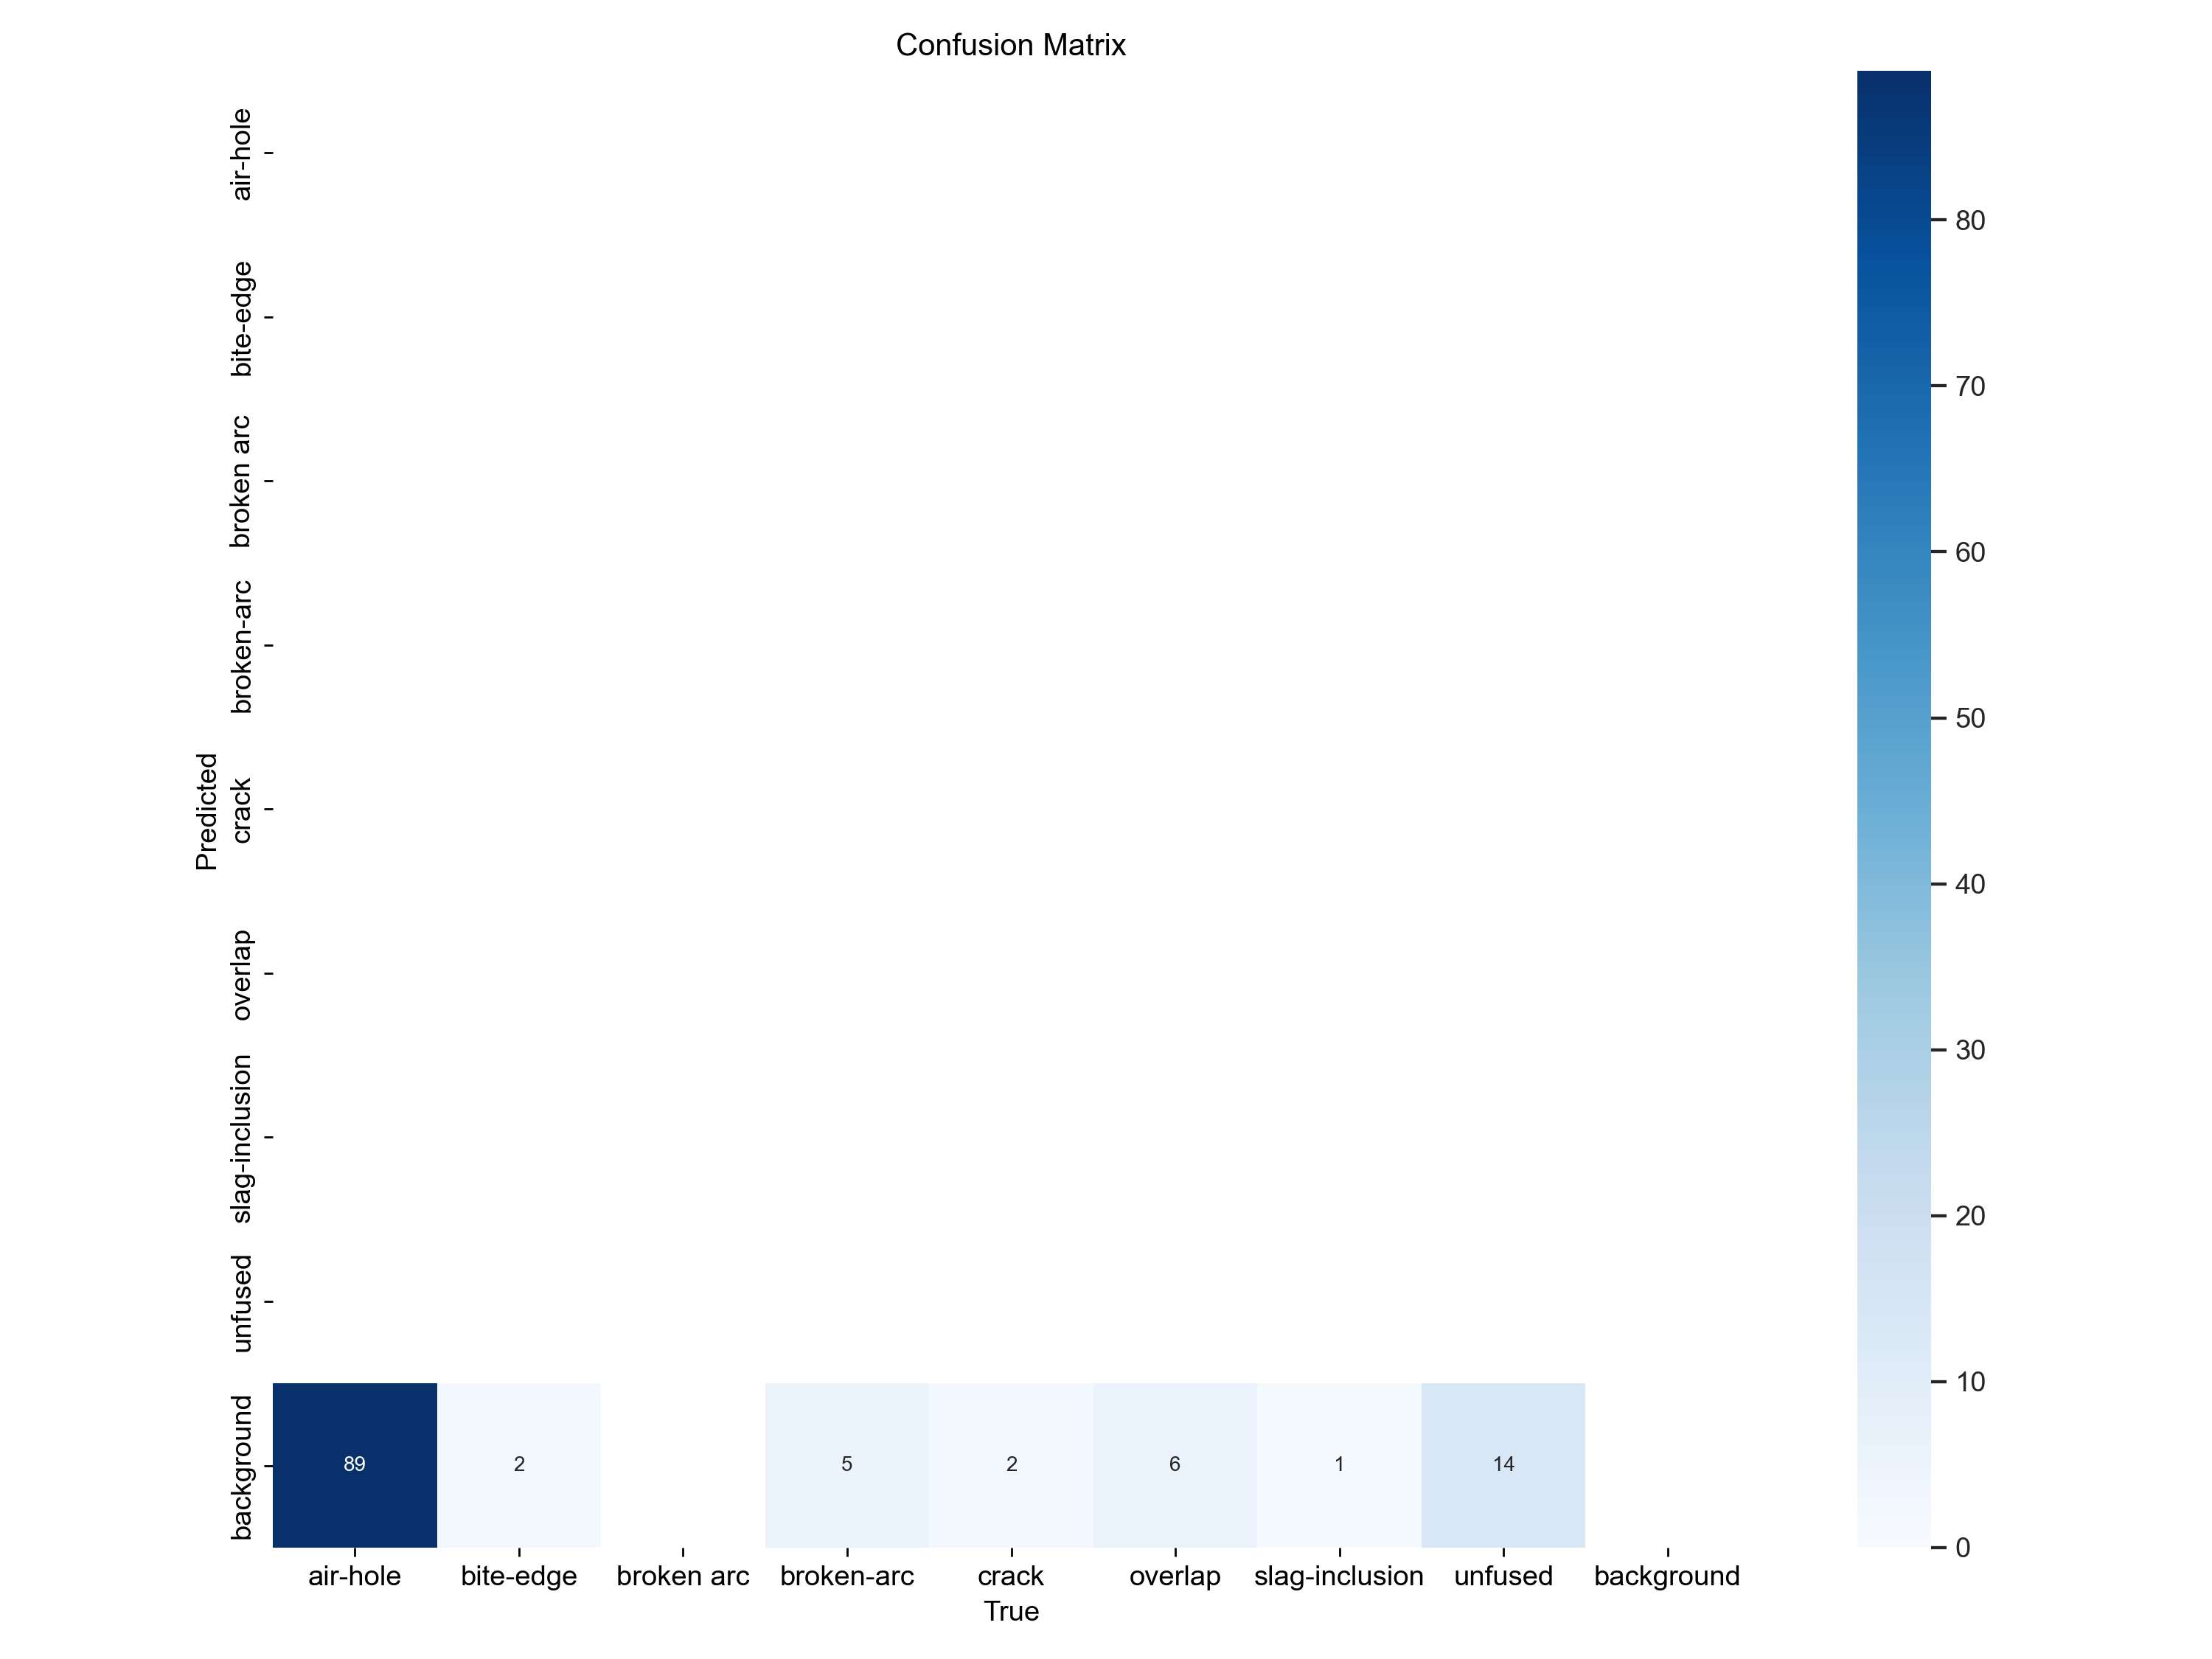 Confusion Matrix
air-hole
bite-edge
broken arc
broken-arc
crack
overlap
slag-inclusion
unfused
background
Predicted
89 2 5 2 6 1 14
air-hole bite-edge broken arc broken-arc crack overlap slag-inclusion unfused background
True
80
70
60
50
40
30
20
10
0